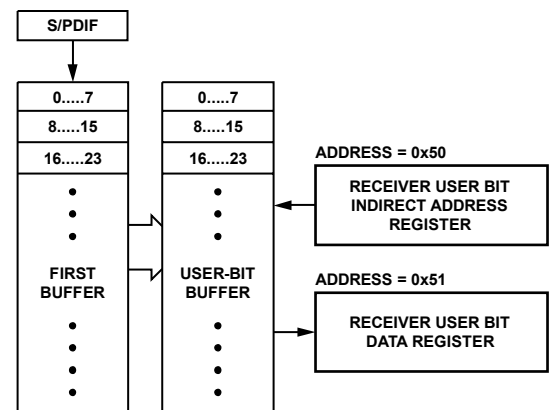 S/PDIF
0.....7
8.....15
16.....23
FIRST
BUFFER
0.....7
8.....15
16.....23
USER-BIT
BUFFER
ADDRESS = 0x50
RECEIVER USER BIT
INDIRECT ADDRESS
REGISTER
ADDRESS = 0x51
RECEIVER USER BIT
DATA REGISTER